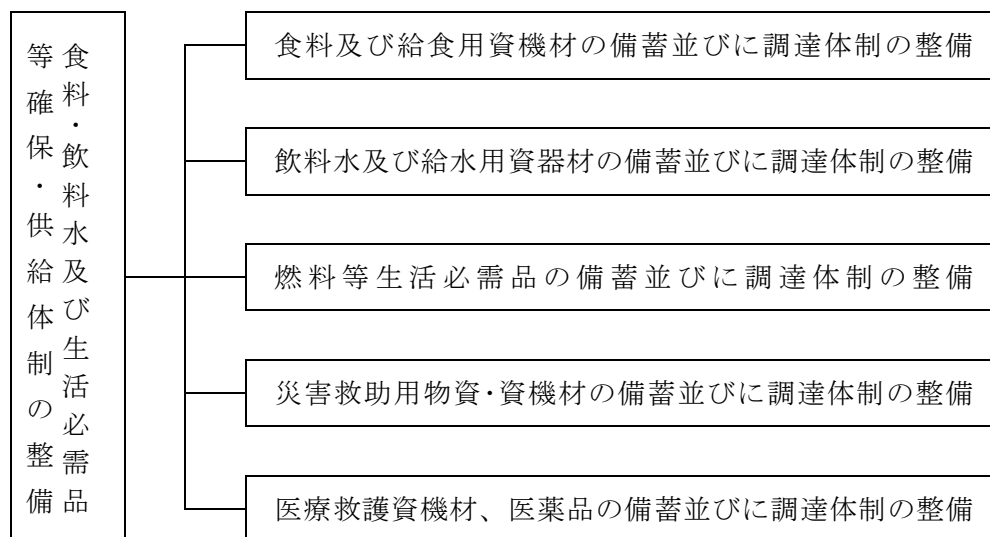 食料・飲料水及び生活必需品
等確保・供給体制の整備
食料及び給食用資機材の備蓄並びに調達体制の整備
飲料水及び給水用資器材の備蓄並びに調達体制の整備
燃料等生活必需品の備蓄並びに調達体制の整備
災害救助用物資・資機材の備蓄並びに調達体制の整備
医療救護資機材、医薬品の備蓄並びに調達体制の整備